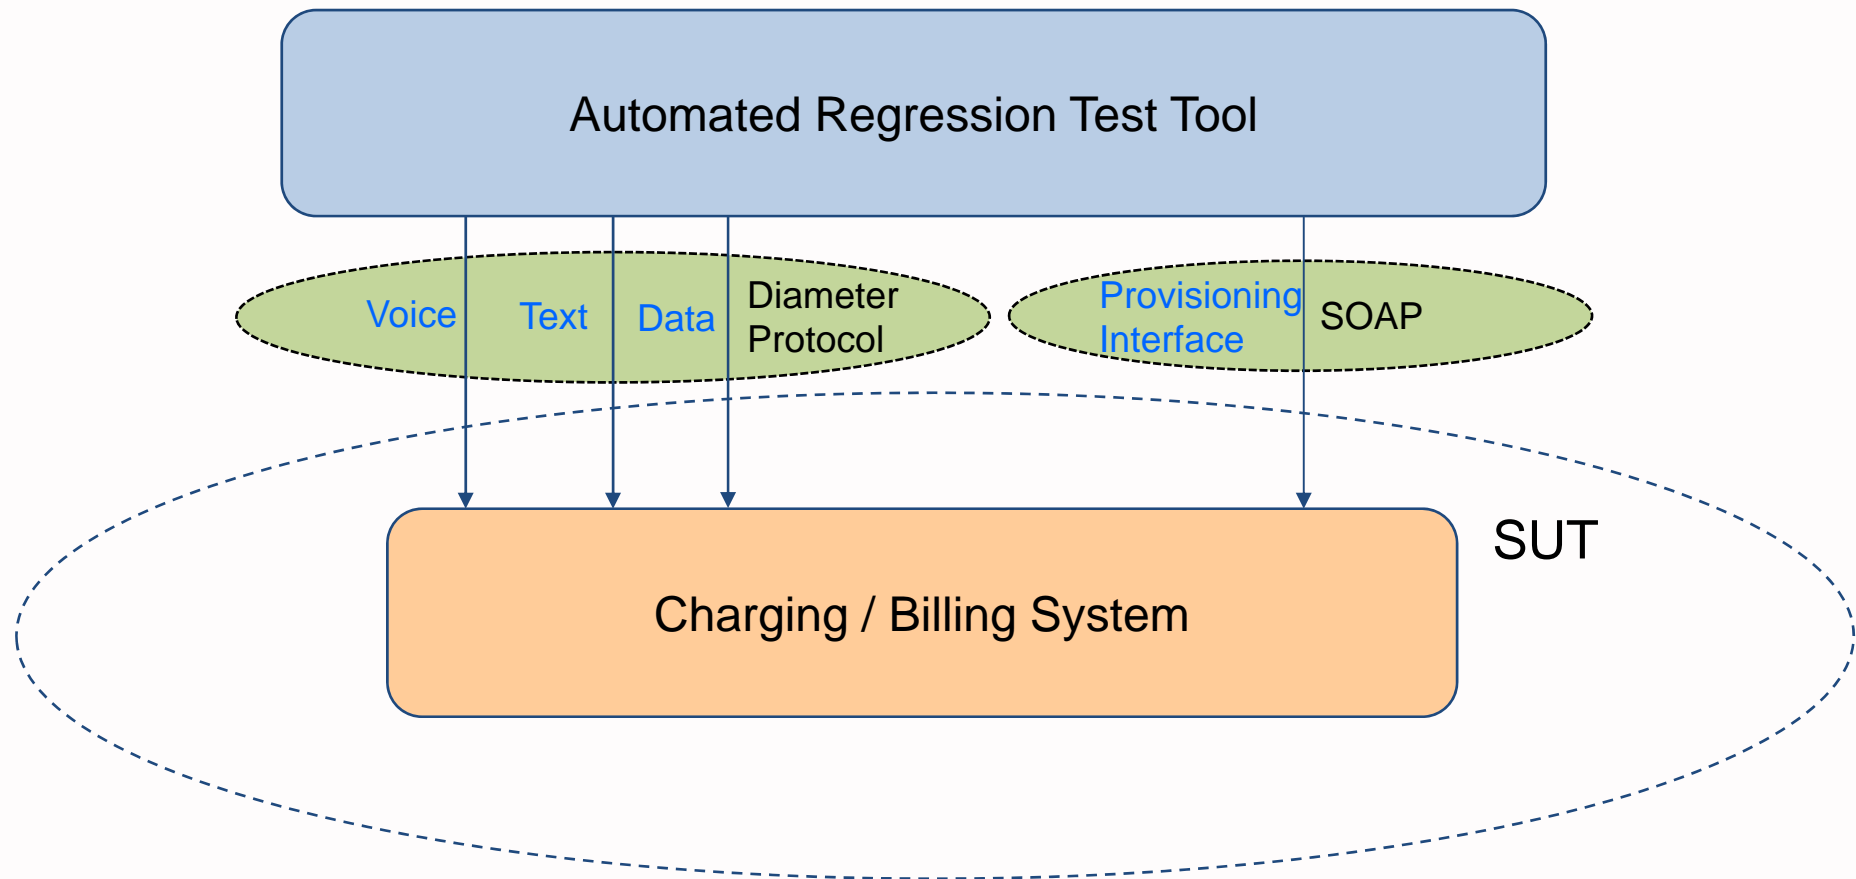 Automated Regression Test Tool
Voice
Text
Data
Diameter
Protocol
Provisioning
Interface
SOAP
SUT
Charging / Billing System